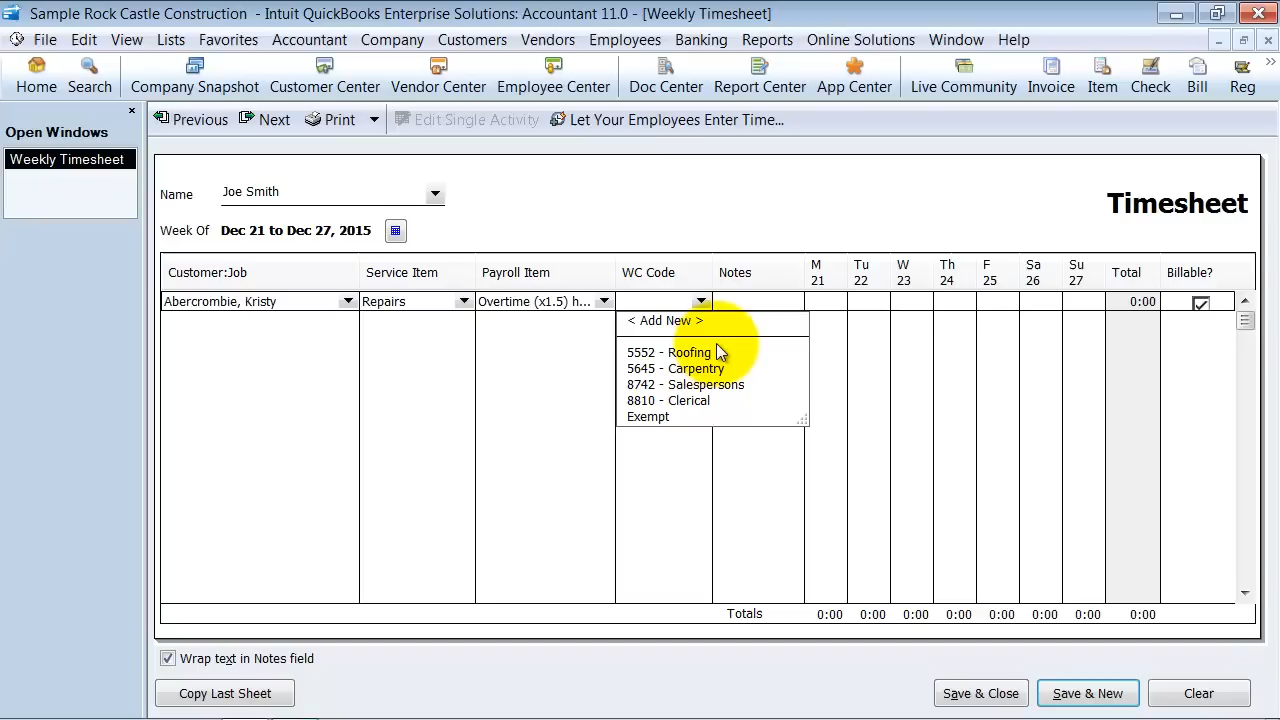 Sample Rock Castle Construction - Intuit QuickBooks Enterprise Solutions: Accountant 11.0 - [Weekly Timesheet]
File Edit View Lists Favorites Accountant Company Customers Vendors Employees Banking Reports Online Solutions Window Help
Home Search Company Snapshot Customer Center Vendor Center Employee Center Doc Center Report Center App Center Live Community Invoice Item Check Bill Reg
Open Windows
Weekly Timesheet
Previous Next Print Edit Single Activity Let Your Employees Enter Time...
Name Joe Smith
Timesheet
Week Of Dec 21 to Dec 27, 2015
Customer:Job Service Item Payroll Item WC Code Notes M 21 Tu 22 W 23 Th 24 F 25 Sa 26 Su 27 Total Billable?
Abercrombie, Kristy Repairs Overtime (x1.5) h... 0:00
< Add New >
5552 - Roofing
5645 - Carpentry
8742 - Salespersons
8810 - Clerical
Exempt
Totals 0:00 0:00 0:00 0:00 0:00 0:00 0:00 0:00
Wrap text in Notes field
Copy Last Sheet Save & Close Save & New Clear